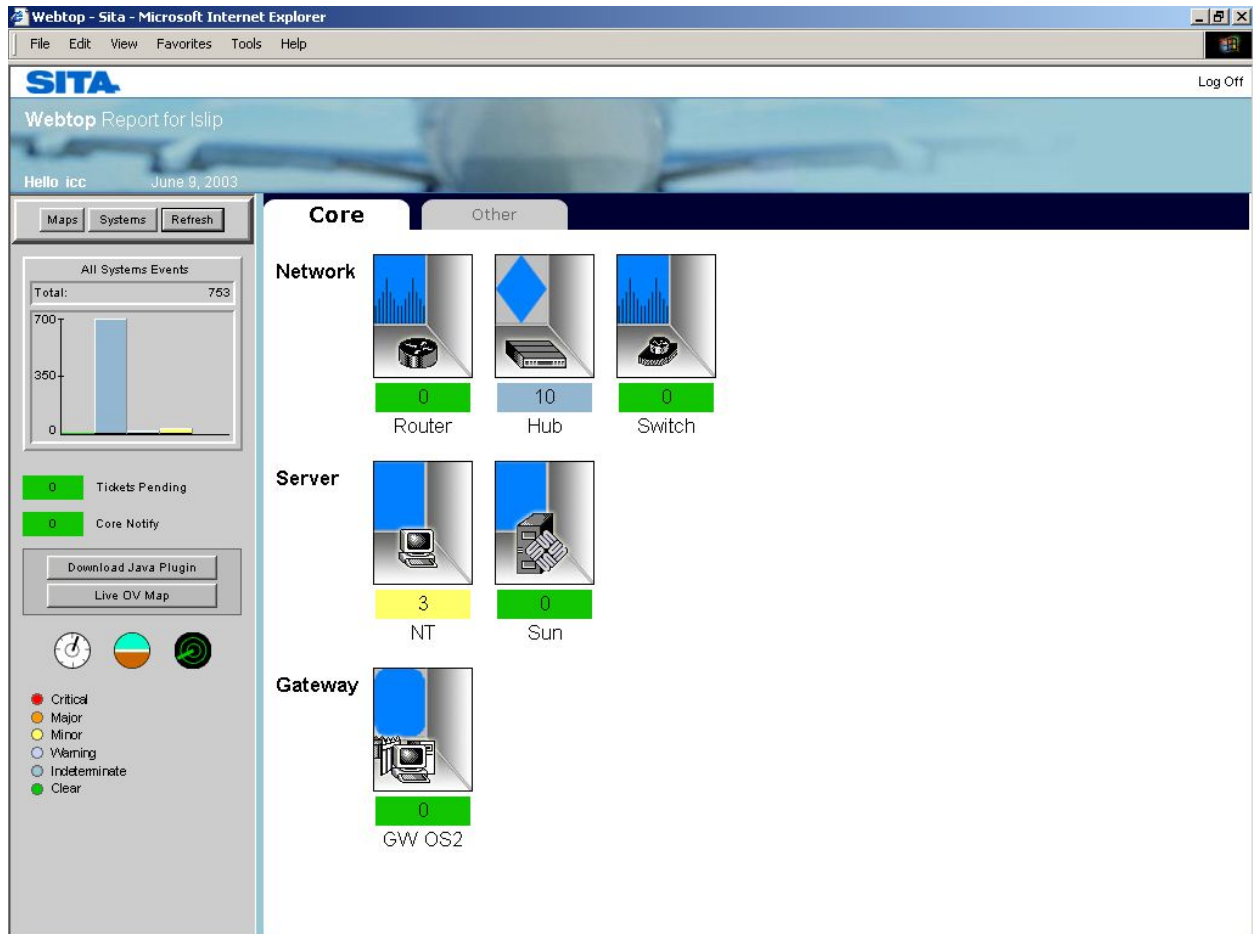 Webtop - Sita - Microsoft Internet Explorer
File Edit View Favorites Tools Help
SITA
Log Off
Webtop Report for Islip
Hello icc June 9, 2003
Maps Systems Refresh
Core Other
All Systems Events
Total: 753
700
350
0
0 Tickets Pending
0 Core Notify
Download Java Plugin
Live OV Map
Critical
Major
Minor
Warning
Indeterminate
Clear
Network
0 10 0
Router Hub Switch
Server
3 0
NT Sun
Gateway
0
GW OS2